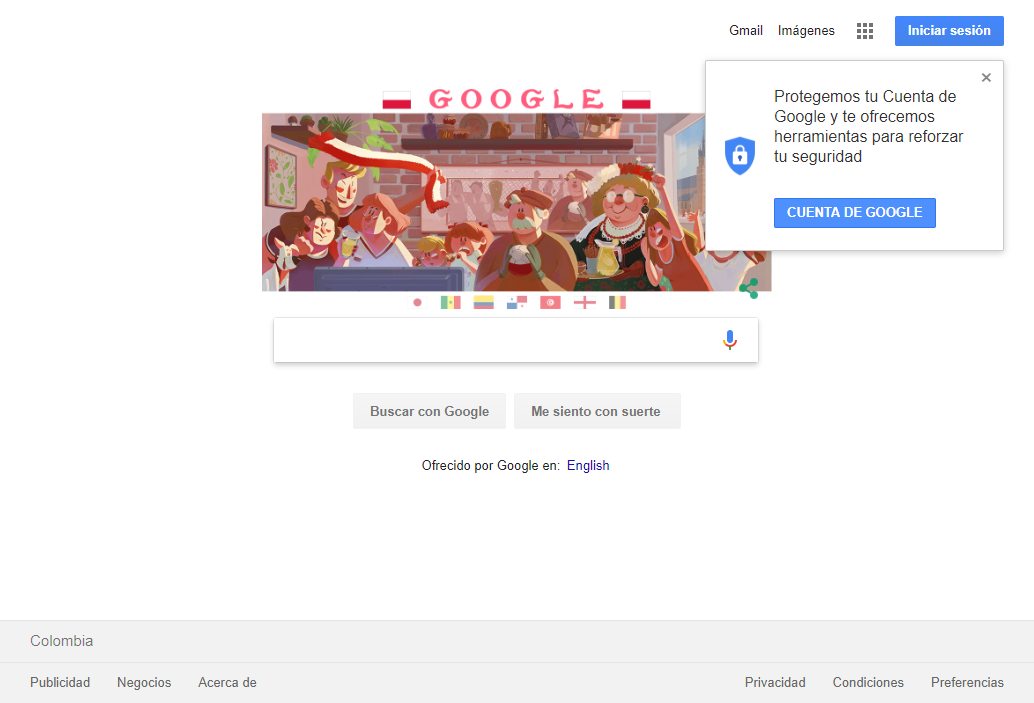 Gmail Imágenes Iniciar sesión
GOOGLE
Protegemos tu Cuenta de
Google y te ofrecemos
herramientas para reforzar
tu seguridad
CUENTA DE GOOGLE
Buscar con Google Me siento con suerte
Ofrecido por Google en: English
Colombia
Publicidad Negocios Acerca de Privacidad Condiciones Preferencias